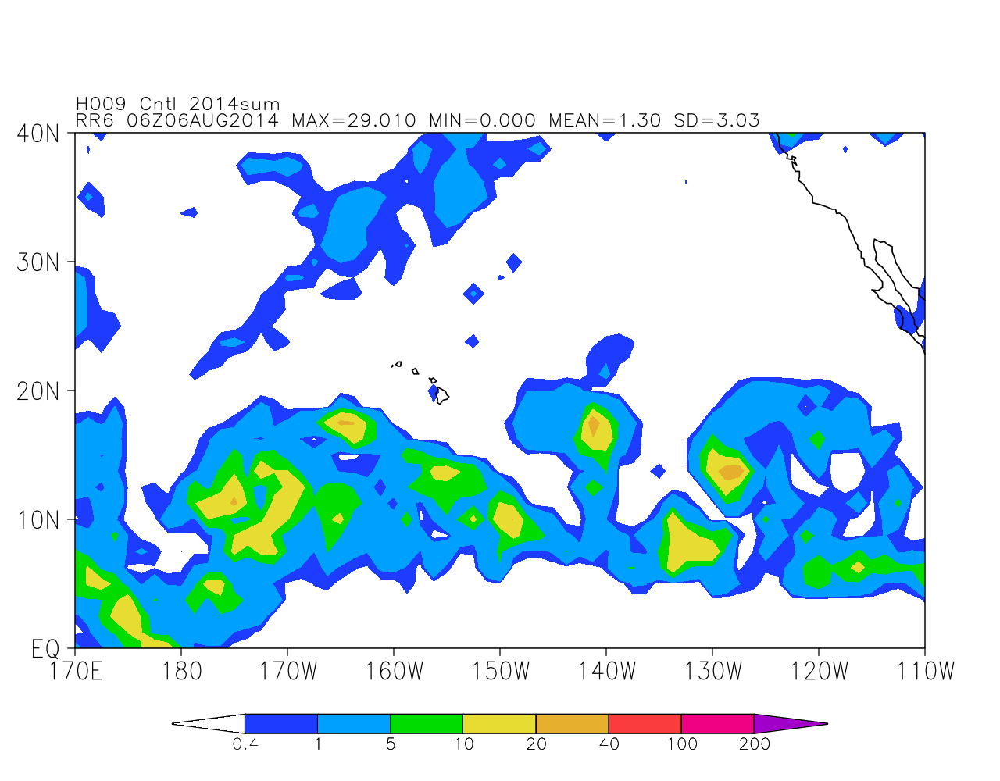 H009 Cntl 2014sum
RR6 06Z06AUG2014 MAX=29.010 MIN=0.000 MEAN=1.30 SD=3.03
40N
30N
20N
10N
EQ
170E 180 170W 160W 150W 140W 130W 120W 110W
0.4 1 5 10 20 40 100 200